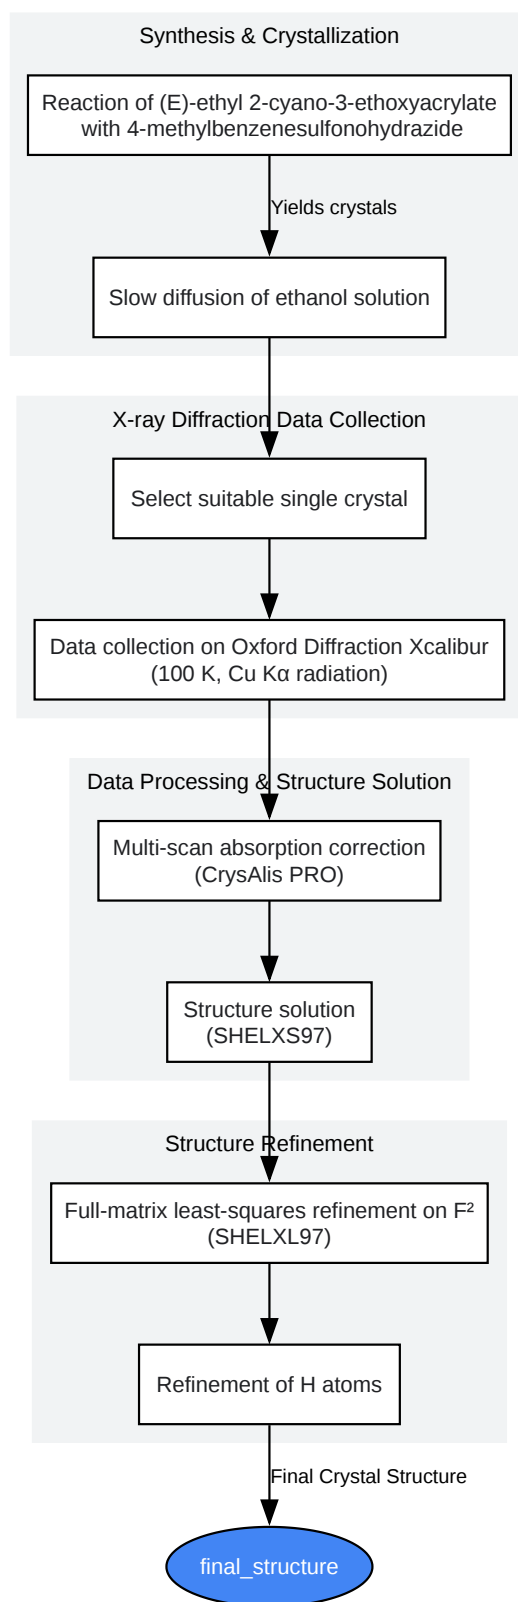 Synthesis & Crystallization
Reaction of (E)-ethyl 2-cyano-3-ethoxyacrylate
with 4-methylbenzenesulfonohydrazide
Yields crystals
Slow diffusion of ethanol solution
X-ray Diffraction Data Collection
Select suitable single crystal
Data collection on Oxford Diffraction Xcalibur
(100 K, Cu Kα radiation)
Data Processing & Structure Solution
Multi-scan absorption correction
(CrysAlis PRO)
Structure solution
(SHELXS97)
Structure Refinement
Full-matrix least-squares refinement on F²
(SHELXL97)
Refinement of H atoms
Final Crystal Structure
final_structure